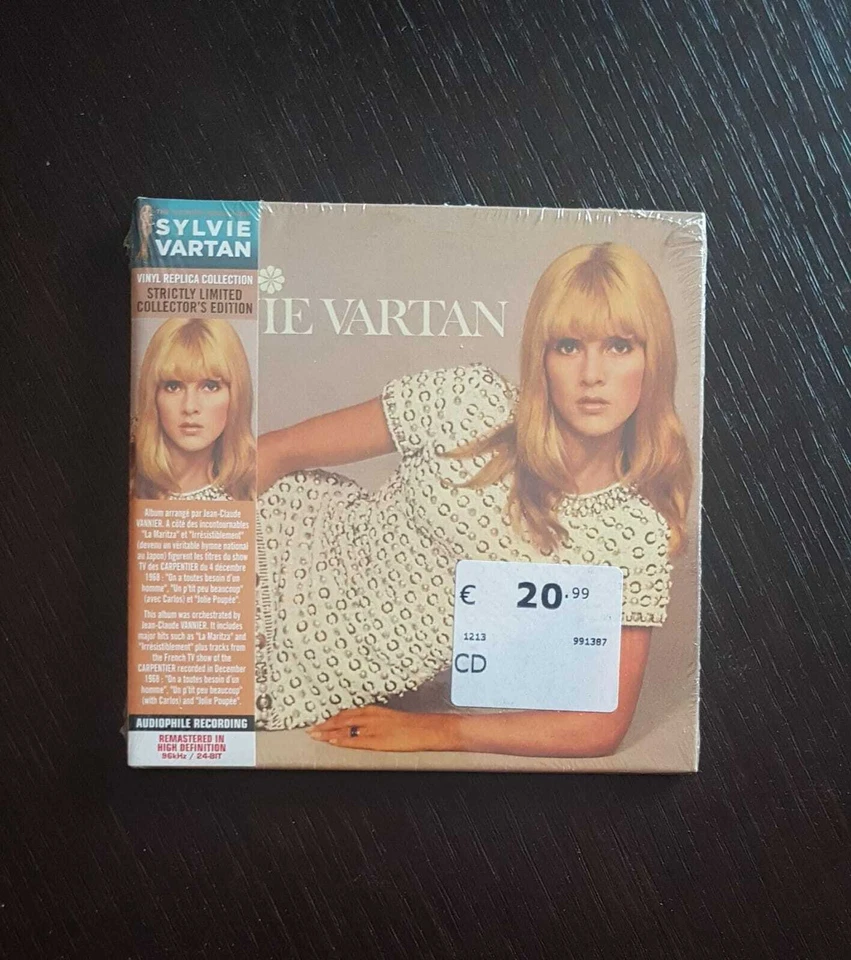 SYLVIE
VARTAN
VINYL REPLICA COLLECTION
STRICTLY LIMITED
COLLECTOR'S EDITION
IE VARTAN
Album arrangé par Jean-Claude
VANNIER. A côté des incontournables
"La Maritza" et "Irrésistiblement"
(devenu un véritable hymne national
au Japon) figurent les titres du show
TV des CARPENTIER du 4 décembre
1968 : "On a toutes besoin d'un
homme", "Un p'tit peu beaucoup"
(avec Carlos) et "Jolie Poupée".
This album was orchestrated by
Jean-Claude VANNIER. It includes
major hits such as "La Maritza" and
"Irrésistiblement" plus tracks from
the French TV show of the
CARPENTIER recorded in December
1968 : "On a toutes besoin d'un
homme", "Un p'tit peu beaucoup"
(with Carlos) and "Jolie Poupée".
AUDIOPHILE RECORDING
REMASTERED IN
HIGH DEFINITION
96kHz / 24-BIT
€ 20.99
1213 991387
CD